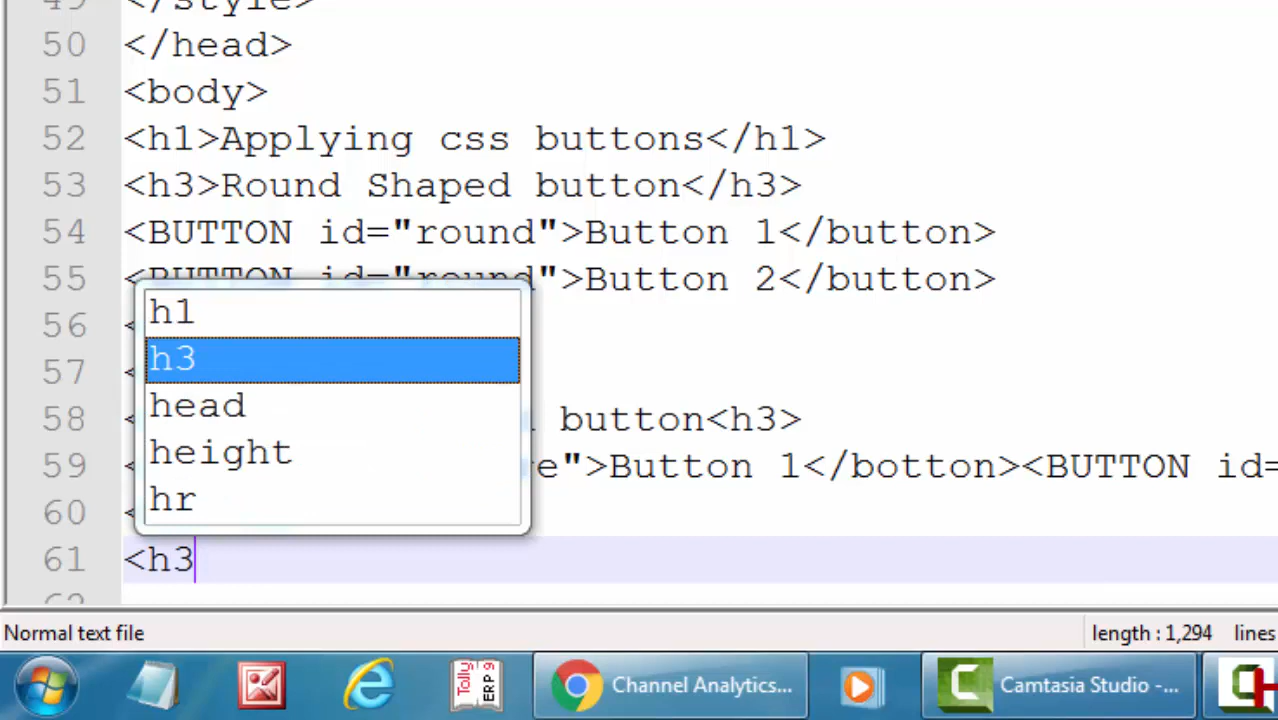 49 </style>
50 </head>
51 <body>
52 <h1>Applying css buttons</h1>
53 <h3>Round Shaped button</h3>
54 <BUTTON id="round">Button 1</button>
55 <BUTTON id="round">Button 2</button>
56 <
57 <
58 < button<h3>
59 < e">Button 1</botton><BUTTON id=
60 <
61 <h3
62
h1
h3
head
height
hr
Normal text file length : 1,294 lines
Tally ERP 9 Channel Analytics... Camtasia Studio -...